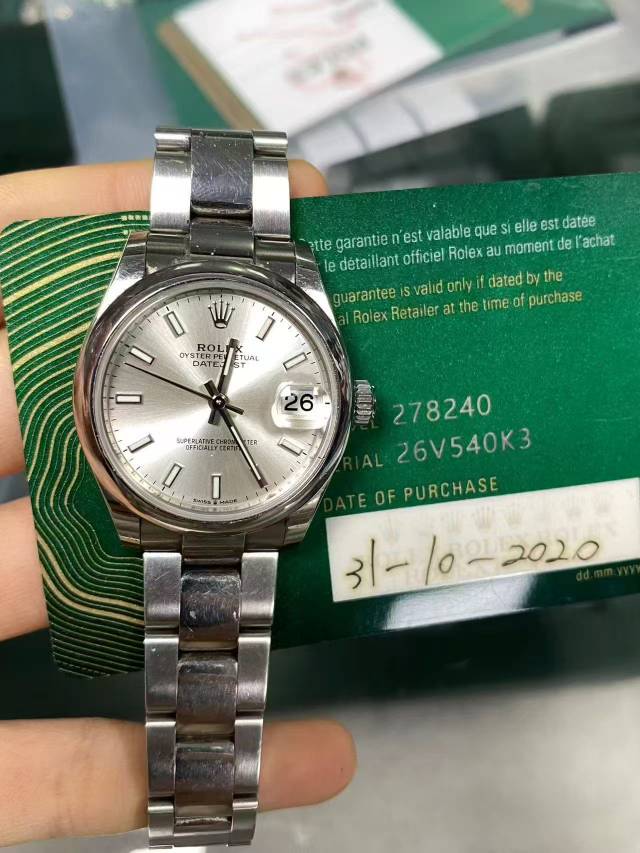 ette garantie n'est valable que si elle est datée
le détaillant officiel Rolex au moment de l'achat
guarantee is valid only if dated by the
al Rolex Retailer at the time of purchase
ROLEX
OYSTER PERPETUAL
DATEJUST
26
SUPERLATIVE CHRONOMETER
OFFICIALLY CERTIFIED
SWISS MADE
EL 278240
ERIAL 26V540K3
DATE OF PURCHASE
31-10-2020
dd.mm.yyyy